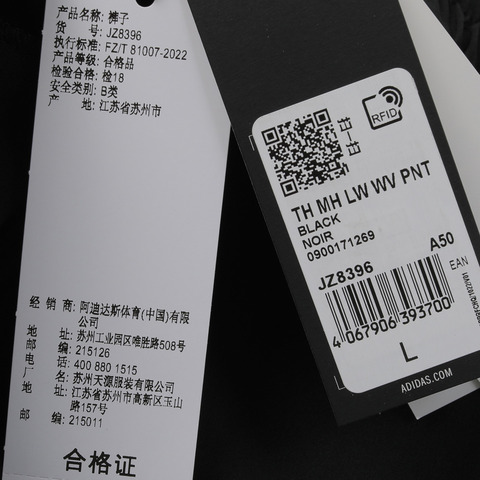 产品名称: 裤子
货 号: JZ8396
执行标准: FZ/T 81007-2022
产品等级: 合格品
检验合格: 检18
安全类别: B类
产 地: 江苏省苏州市
经 销 商: 阿迪达斯体育(中国)有限公司
地 址: 苏州工业园区唯胜路508号
邮 编: 215126
电 话: 400 880 1515
厂 名: 苏州天源服装有限公司
地 址: 江苏省苏州市高新区玉山
路157号
邮 编: 215011
合格证
RFID
TH MH LW WV PNT
BLACK
NOIR
0900171269
A50
JZ8396
EAN
4 067906 393700
L
ADIDAS.COM